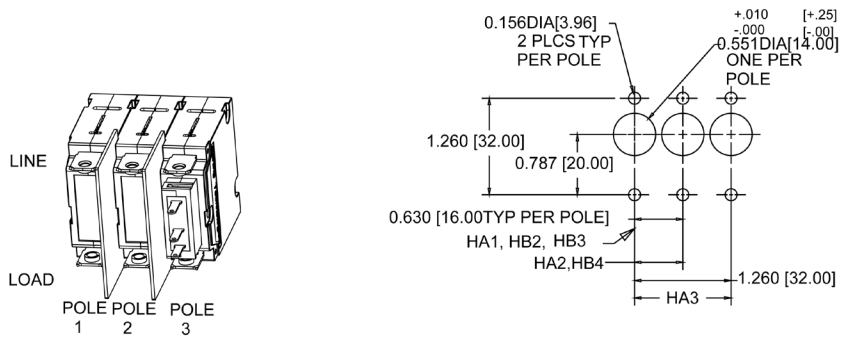 LINE
LOAD
POLE
1
POLE
2
POLE
3
0.156DIA[3.96]
2 PLCS TYP
PER POLE
+.010 [+.25]
-.000 [-.00]
0.551DIA[14.00]
ONE PER
POLE
1.260 [32.00]
0.787 [20.00]
0.630 [16.00TYP PER POLE]
HA1, HB2, HB3
HA2,HB4
1.260 [32.00]
HA3